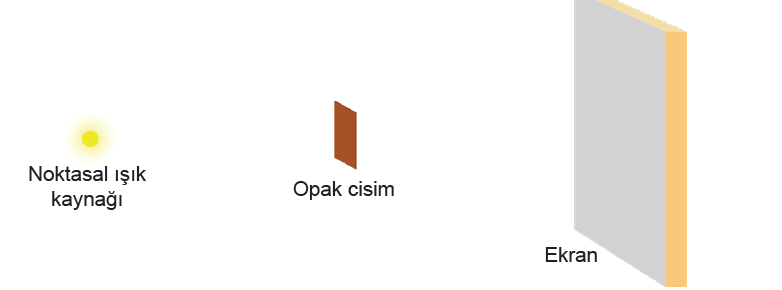 Noktasal ışık
kaynağı
Opak cisim
Ekran